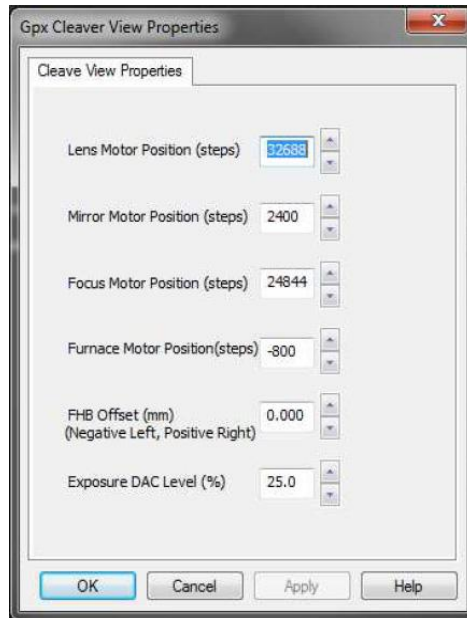 Gpx Cleaver View Properties
Cleave View Properties
Lens Motor Position (steps) 32688
Mirror Motor Position (steps) 2400
Focus Motor Position (steps) 24844
Furnace Motor Position(steps) -800
FHB Offset (mm) 0.000
(Negative Left, Positive Right)
Exposure DAC Level (%) 25.0
OK Cancel Apply Help